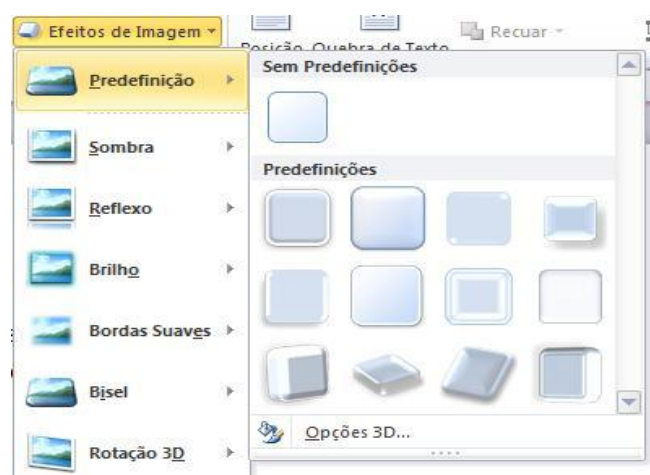 Efeitos de Imagem
Posição Quebra de Texto
Recuar
Predefinição
Sombra
Reflexo
Brilho
Bordas Suaves
Bisel
Rotação 3D
Sem Predefinições
Predefinições
Opções 3D...